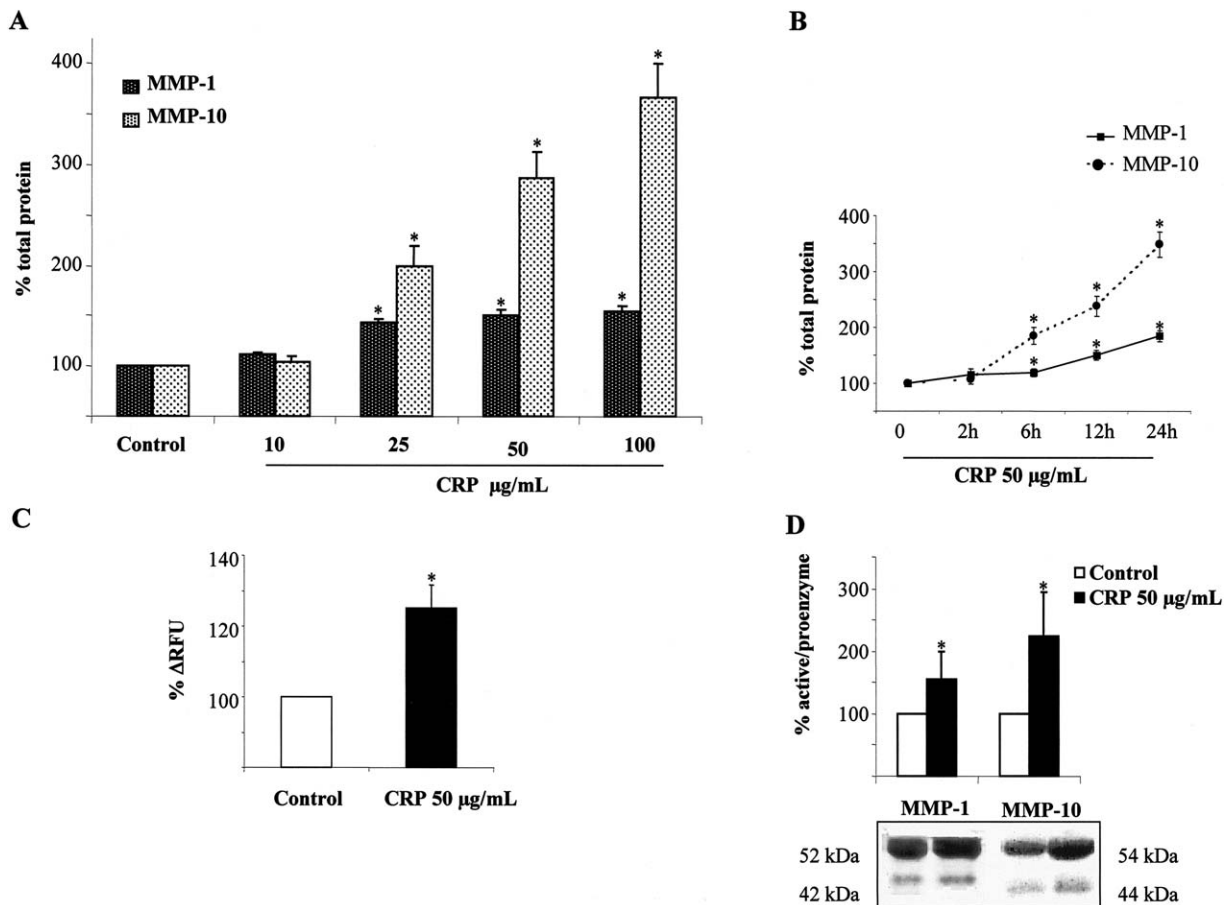 A
% total protein
400
300
200
100
MMP-1
MMP-10
* * * * * *
Control 10 25 50 100
CRP µg/mL
B
MMP-1
MMP-10
% total protein
400
300
200
100
* * * * * *
0 2h 6h 12h 24h
CRP 50 µg/mL
C
% ΔRFU
140
120
100
*
Control CRP 50 µg/mL
D
% active/proenzyme
300
200
100
Control
CRP 50 µg/mL
* *
MMP-1 MMP-10
52 kDa 54 kDa
42 kDa 44 kDa